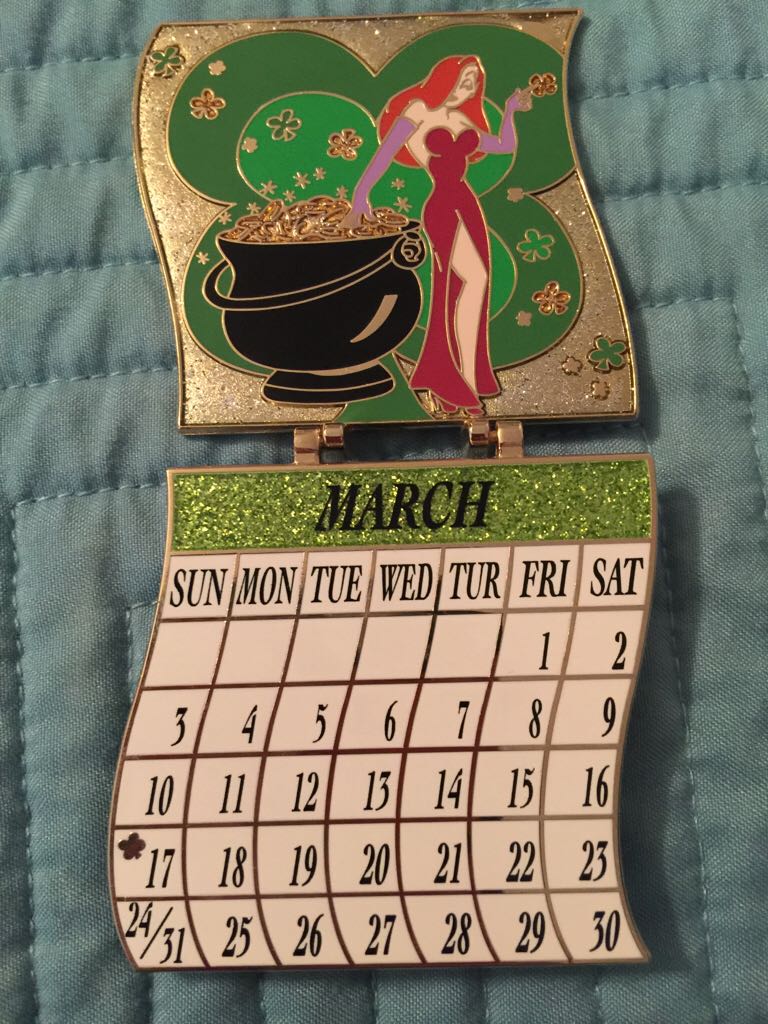 MARCH
SUN MON TUE WED TUR FRI SAT
1 2
3 4 5 6 7 8 9
10 11 12 13 14 15 16
17 18 19 20 21 22 23
24/31 25 26 27 28 29 30